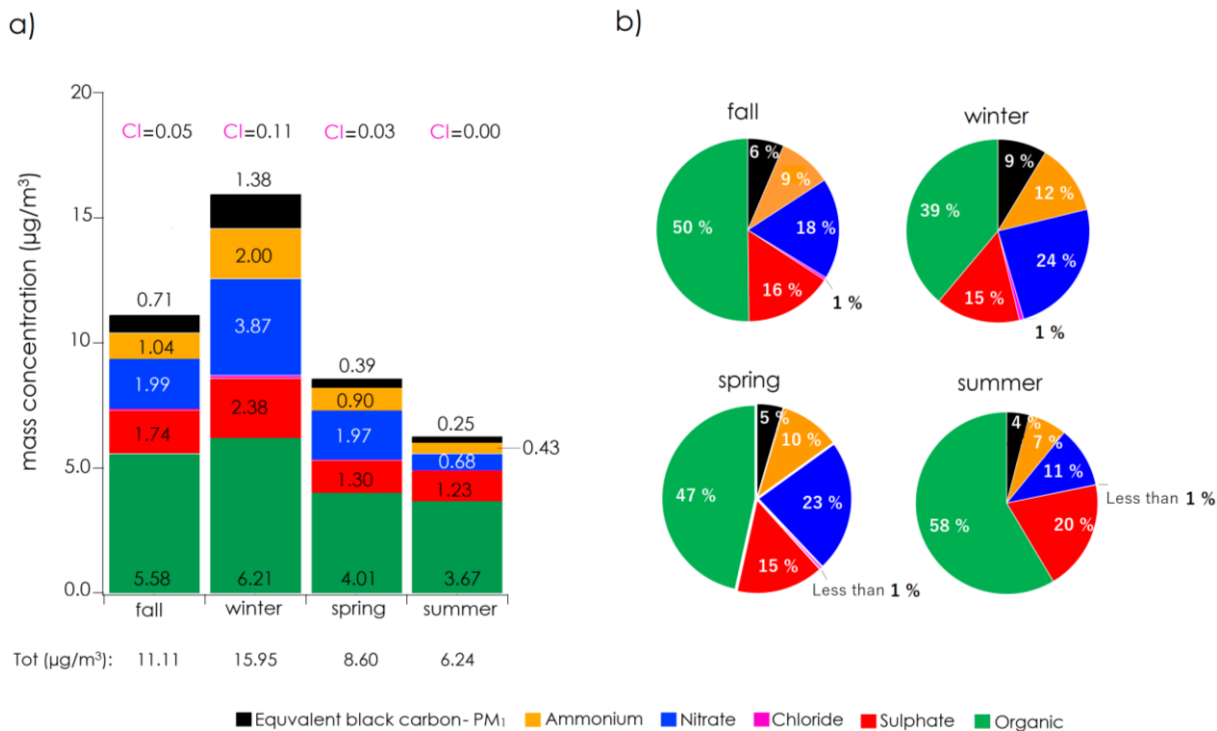 a)
b)
mass concentration (µg/m³)
20
15
10
5.0
0.0
Cl=0.05
Cl=0.11
Cl=0.03
Cl=0.00
0.71
1.04
1.99
1.74
5.58
1.38
2.00
3.87
2.38
6.21
0.39
0.90
1.97
1.30
4.01
0.25
0.43
0.68
1.23
3.67
fall
winter
spring
summer
Tot (µg/m³): 11.11 15.95 8.60 6.24
fall
6 %
9 %
18 %
1 %
16 %
50 %
winter
9 %
12 %
24 %
1 %
15 %
39 %
spring
5 %
10 %
23 %
Less than 1 %
15 %
47 %
summer
4 %
7 %
11 %
Less than 1 %
20 %
58 %
Equvalent black carbon- PM₁ Ammonium Nitrate Chloride Sulphate Organic